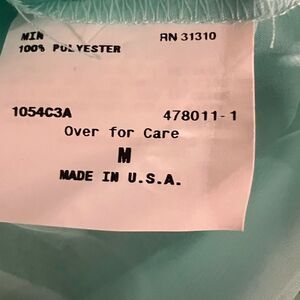 MIN RN 31310
100% POLYESTER
1054C3A 478011-1
Over for Care
M
MADE IN U.S.A.